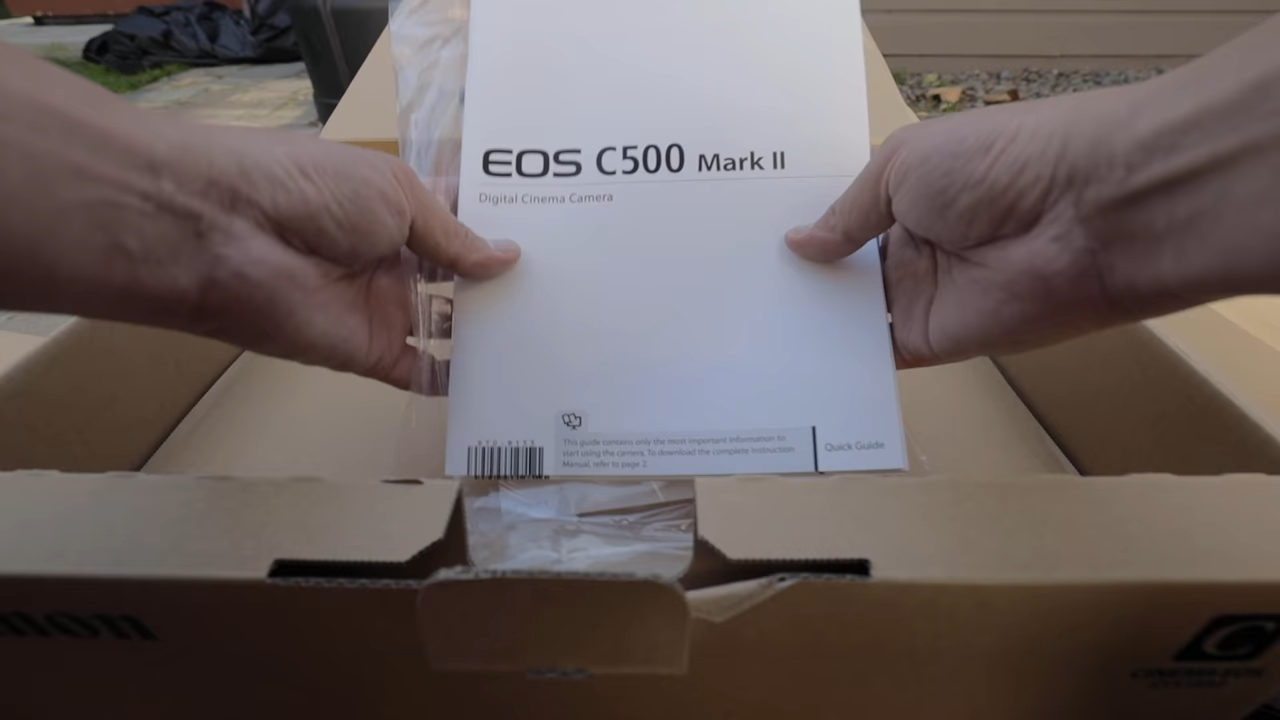 EOS C500 Mark II
Digital Cinema Camera
This guide contains only the most important information to
start using the camera. To download the complete Instruction
Manual, refer to page 2.
Quick Guide